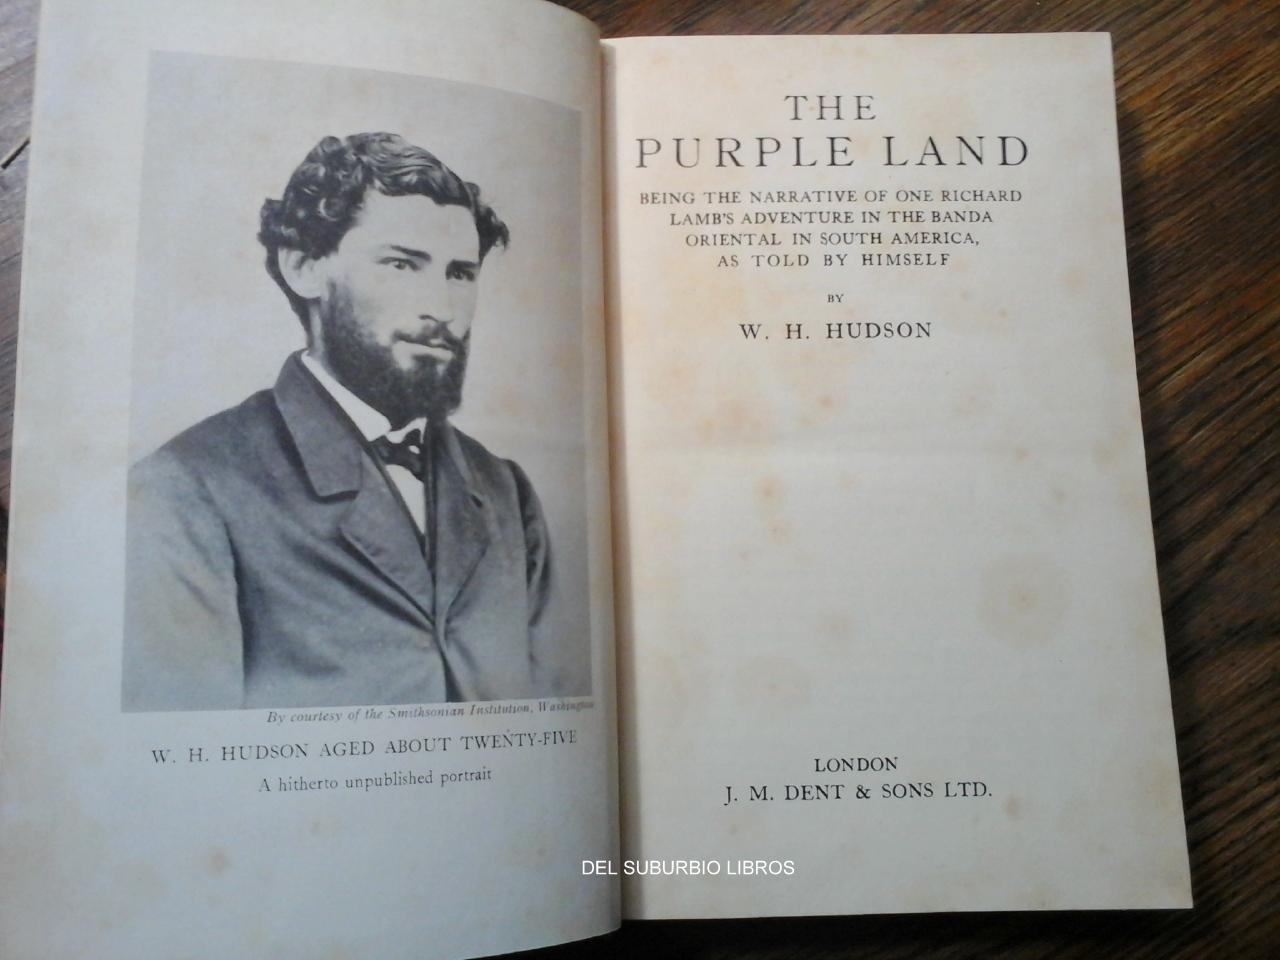 By courtesy of the Smithsonian Institution, Washington
W. H. HUDSON AGED ABOUT TWENTY-FIVE
A hitherto unpublished portrait
THE
PURPLE LAND
BEING THE NARRATIVE OF ONE RICHARD
LAMB'S ADVENTURE IN THE BANDA
ORIENTAL IN SOUTH AMERICA,
AS TOLD BY HIMSELF
BY
W. H. HUDSON
LONDON
J. M. DENT & SONS LTD.
DEL SUBURBIO LIBROS